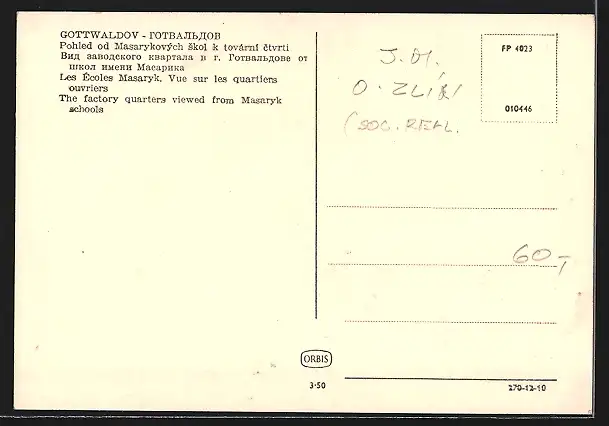 GOTTWALDOV - ГОТВАЛЬДОВ
Pohled od Masarykových škol k tovární čtvrti
Вид заводского квартала в г. Готвальдове от
школ имени Масарика
Les Écoles Masaryk. Vue sur les quartiers
ouvriers
The factory quarters viewed from Masaryk
schools
FP 4023
010446
O. ZLÍN
(SOC. REAL.
60,-
ORBIS
3·50
270-12-10